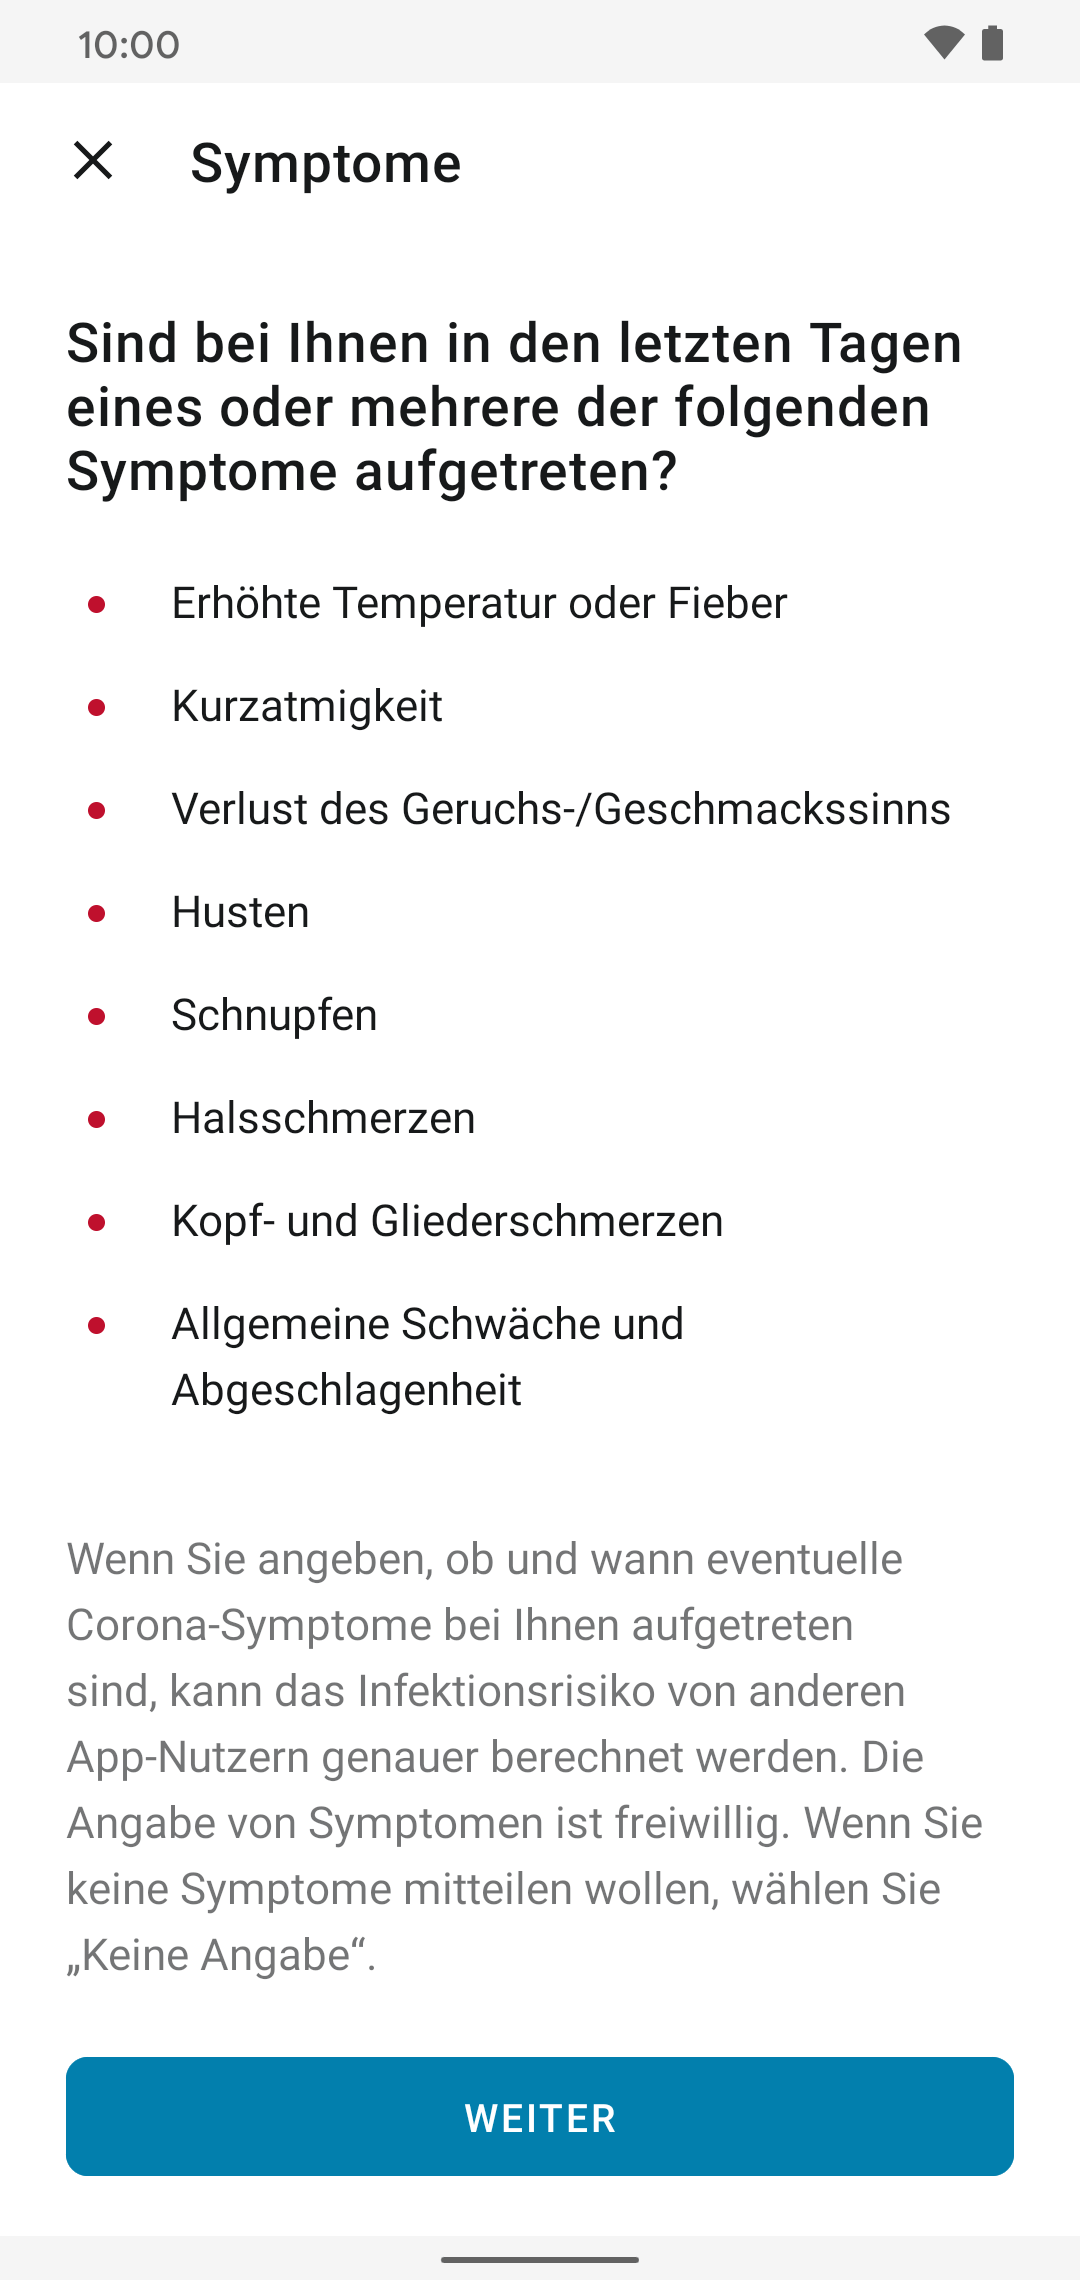 10:00
Symptome
Sind bei Ihnen in den letzten Tagen
eines oder mehrere der folgenden
Symptome aufgetreten?
Erhöhte Temperatur oder Fieber
Kurzatmigkeit
Verlust des Geruchs-/Geschmackssinns
Husten
Schnupfen
Halsschmerzen
Kopf- und Gliederschmerzen
Allgemeine Schwäche und
Abgeschlagenheit
Wenn Sie angeben, ob und wann eventuelle
Corona-Symptome bei Ihnen aufgetreten
sind, kann das Infektionsrisiko von anderen
App-Nutzern genauer berechnet werden. Die
Angabe von Symptomen ist freiwillig. Wenn Sie
keine Symptome mitteilen wollen, wählen Sie
„Keine Angabe“.
WEITER